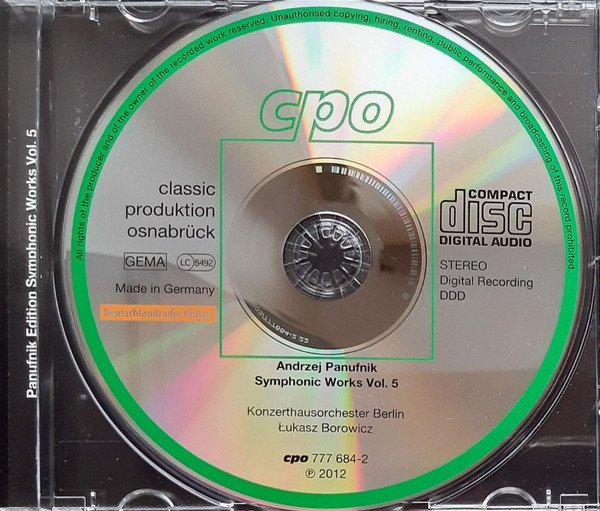 Panufnik Edition Symphonic Works Vol. 5
All rights of the producer and of the owner of the recorded work reserved. Unauthorised copying, hiring, renting, public performance and broadcasting of this record prohibited
cpo
classic
produktion
osnabrück
GEMA LC 8492
Made in Germany
Deutschlandradio Kultur
COMPACT
disc
DIGITAL AUDIO
STEREO
Digital Recording
DDD
Andrzej Panufnik
Symphonic Works Vol. 5
Konzerthausorchester Berlin
Łukasz Borowicz
cpo 777 684-2
℗ 2012